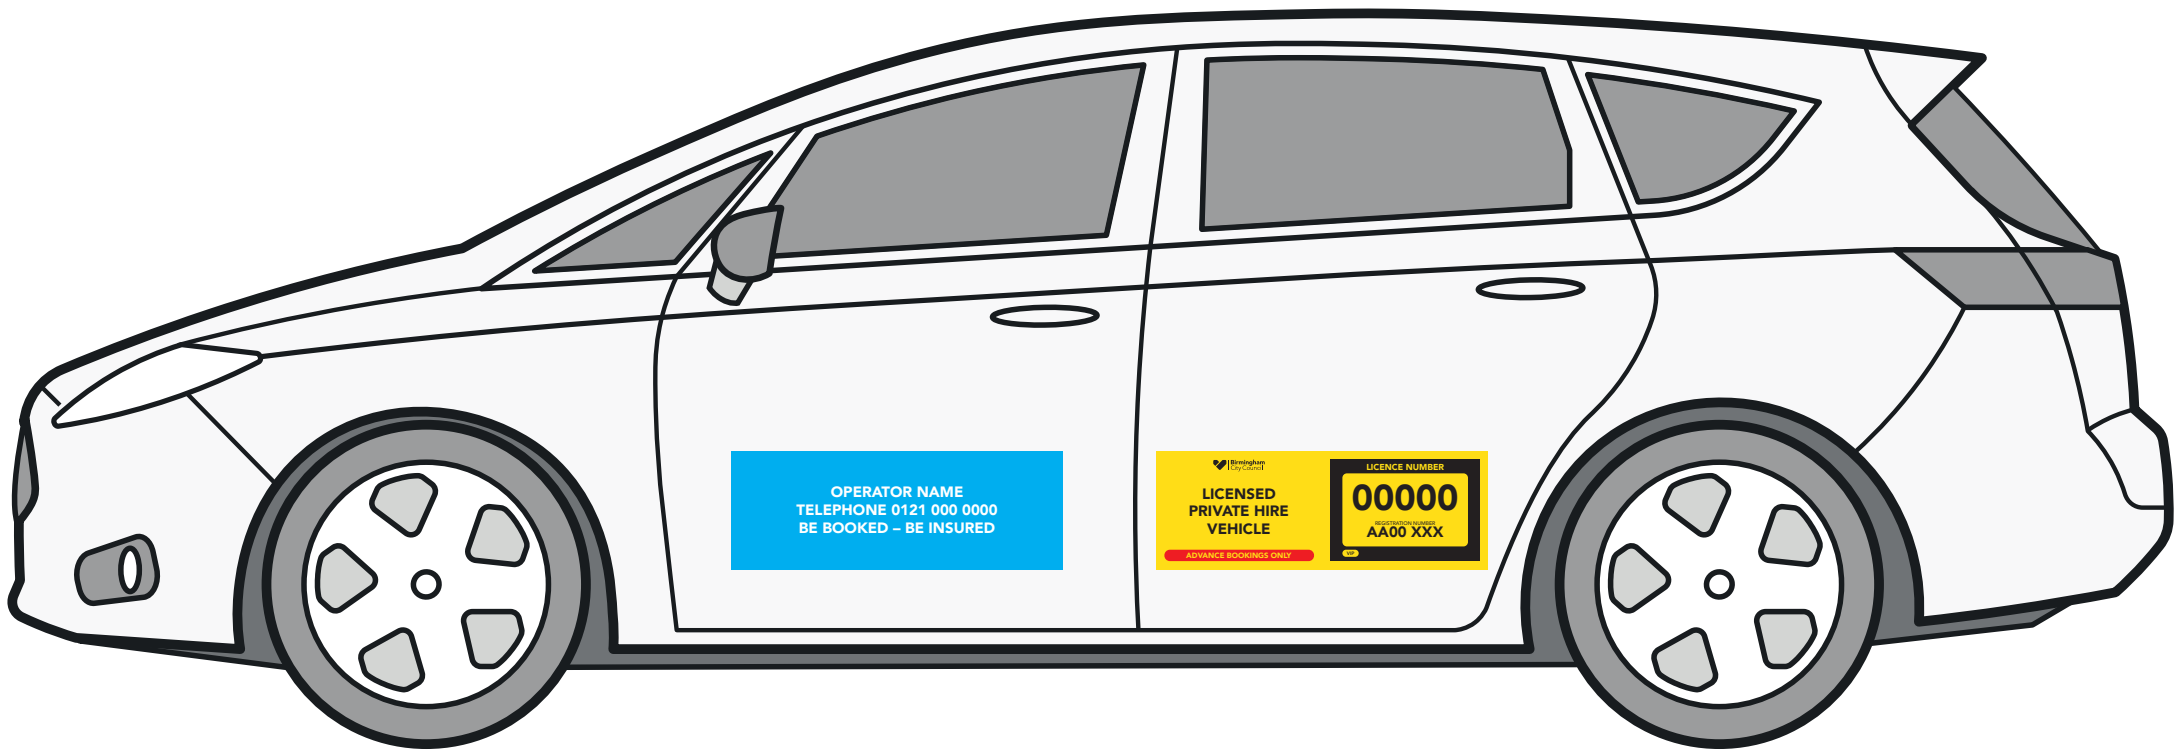 OPERATOR NAME
TELEPHONE 0121 000 0000
BE BOOKED – BE INSURED
Birmingham
City Council
LICENSED
PRIVATE HIRE
VEHICLE
ADVANCE BOOKINGS ONLY
LICENCE NUMBER
00000
REGISTRATION NUMBER
AA00 XXX
VIP